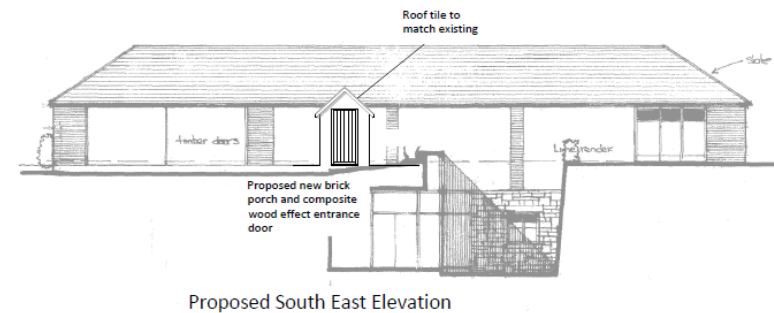 Roof tile to
match existing
slate
timber doors
Lime render
Proposed new brick
porch and composite
wood effect entrance
door
Proposed South East Elevation